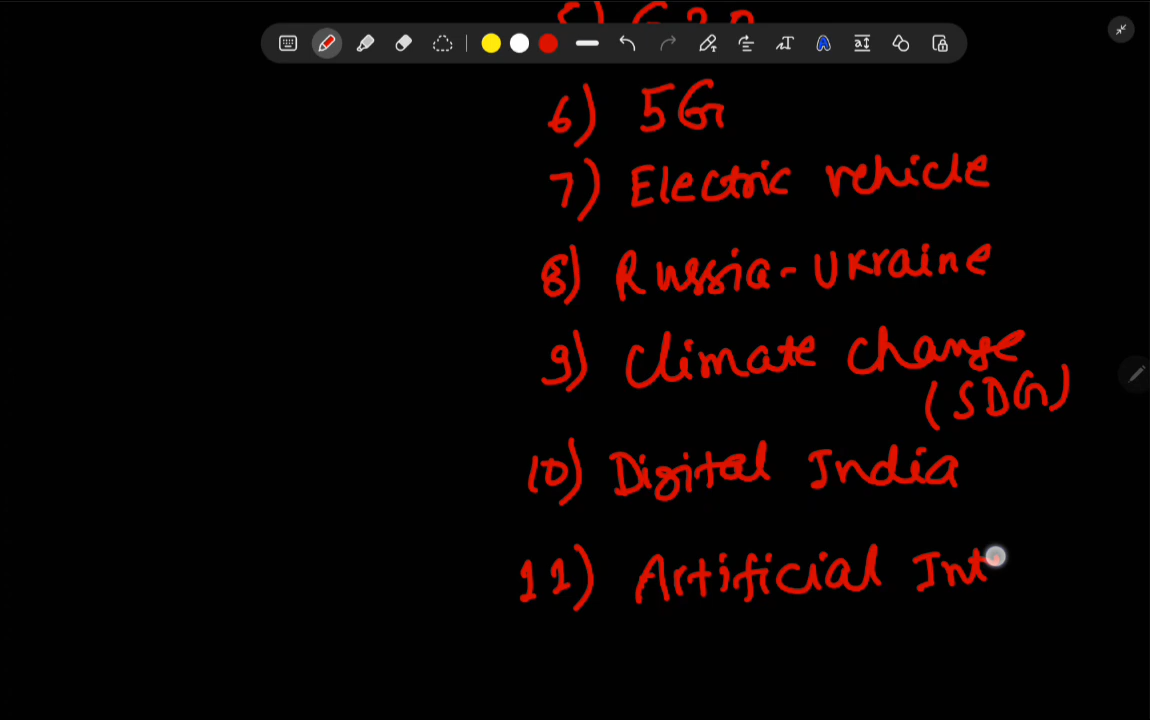 6) 5G
7) Electric vehicle
8) Russia-Ukraine
9) Climate change
(SDG)
10) Digital India
11) Artificial Int